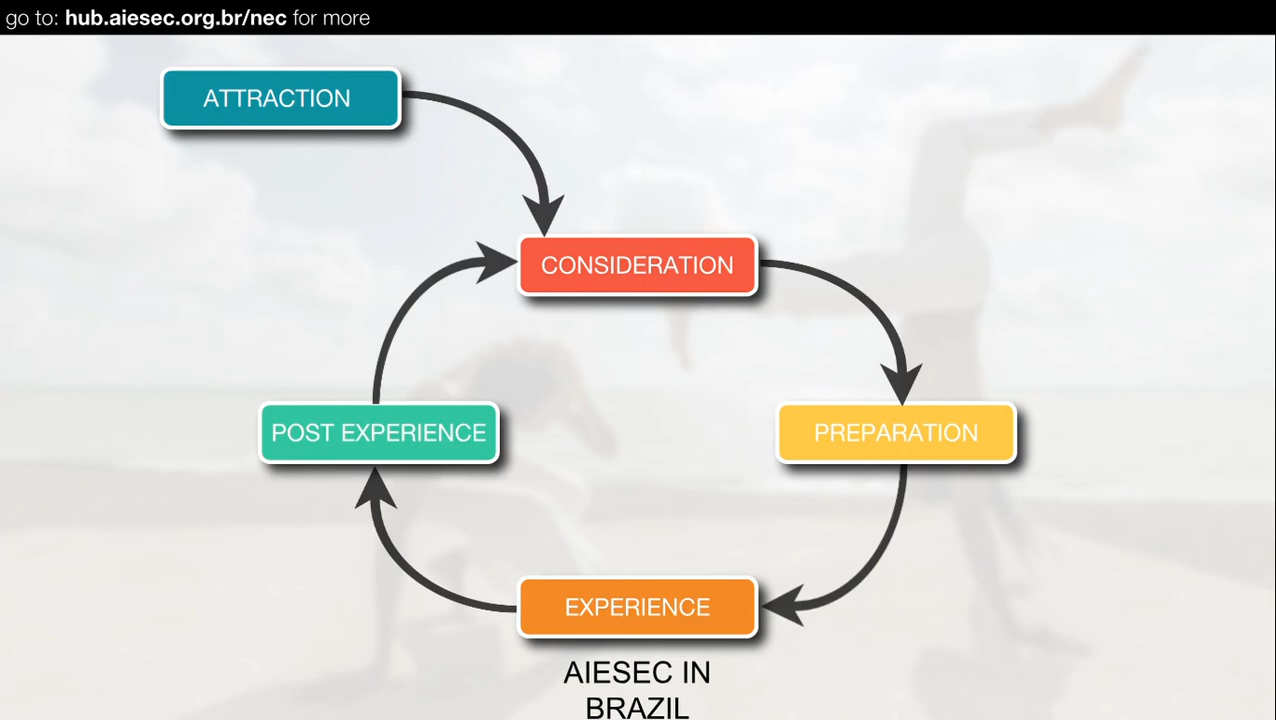 go to: hub.aiesec.org.br/nec for more
ATTRACTION
CONSIDERATION
POST EXPERIENCE
PREPARATION
EXPERIENCE
AIESEC IN
BRAZIL